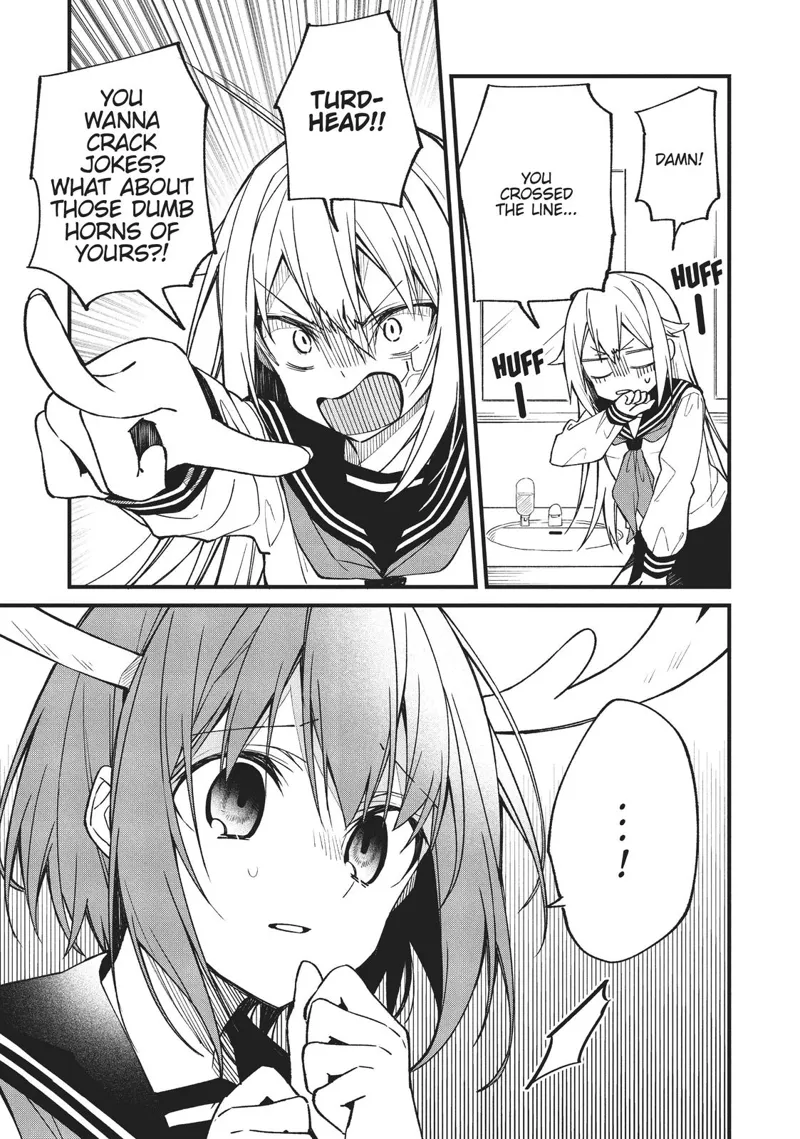 DAMN!
HUFF
YOU
CROSSED
THE LINE...
HUFF
TURD-
HEAD!!
YOU
WANNA
CRACK
JOKES?
WHAT ABOUT
THOSE DUMB
HORNS OF
YOURS?!
....!